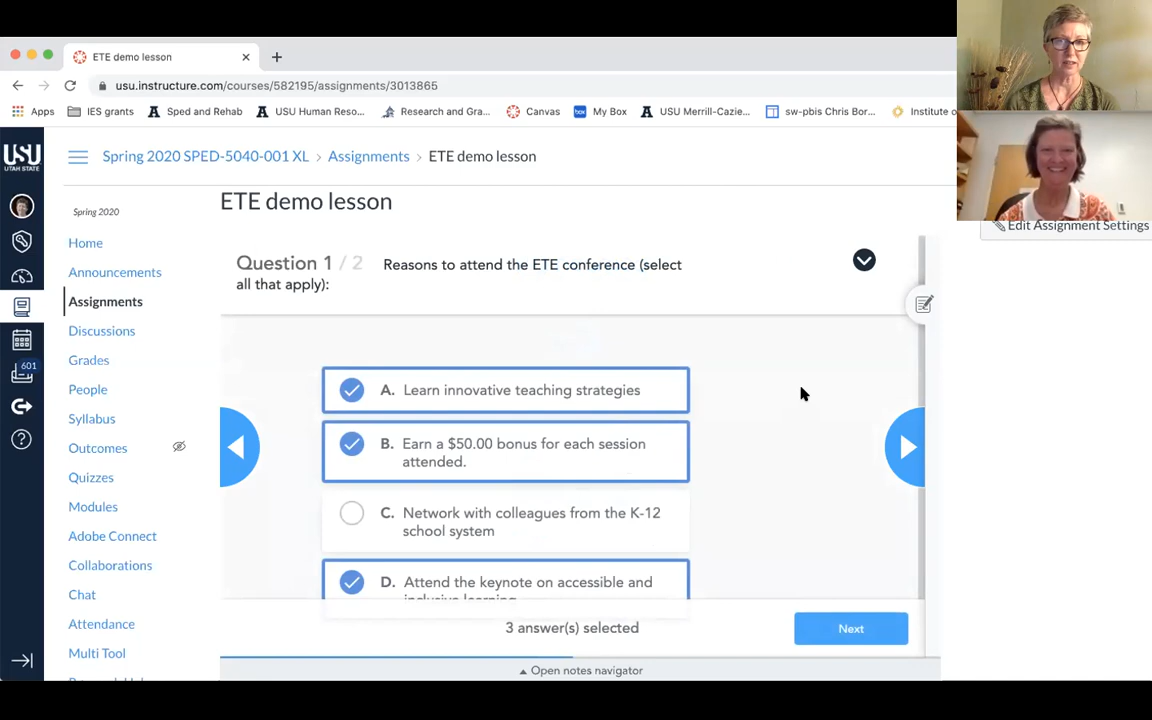 ETE demo lesson
usu.instructure.com/courses/582195/assignments/3013865
Apps IES grants Sped and Rehab USU Human Reso... Research and Gra... Canvas My Box USU Merrill-Cazie... sw-pbis Chris Bor... Institute o
USU
UTAH STATE
Spring 2020 SPED-5040-001 XL > Assignments > ETE demo lesson
Spring 2020
ETE demo lesson
Edit Assignment Settings
Home
Announcements
Assignments
Discussions
Grades
People
601
Syllabus
Outcomes
Quizzes
Modules
Adobe Connect
Collaborations
Chat
Attendance
Multi Tool
Question 1 / 2 Reasons to attend the ETE conference (select
all that apply):
A. Learn innovative teaching strategies
B. Earn a $50.00 bonus for each session
attended.
C. Network with colleagues from the K-12
school system
D. Attend the keynote on accessible and
inclusive learning
3 answer(s) selected
Next
Open notes navigator